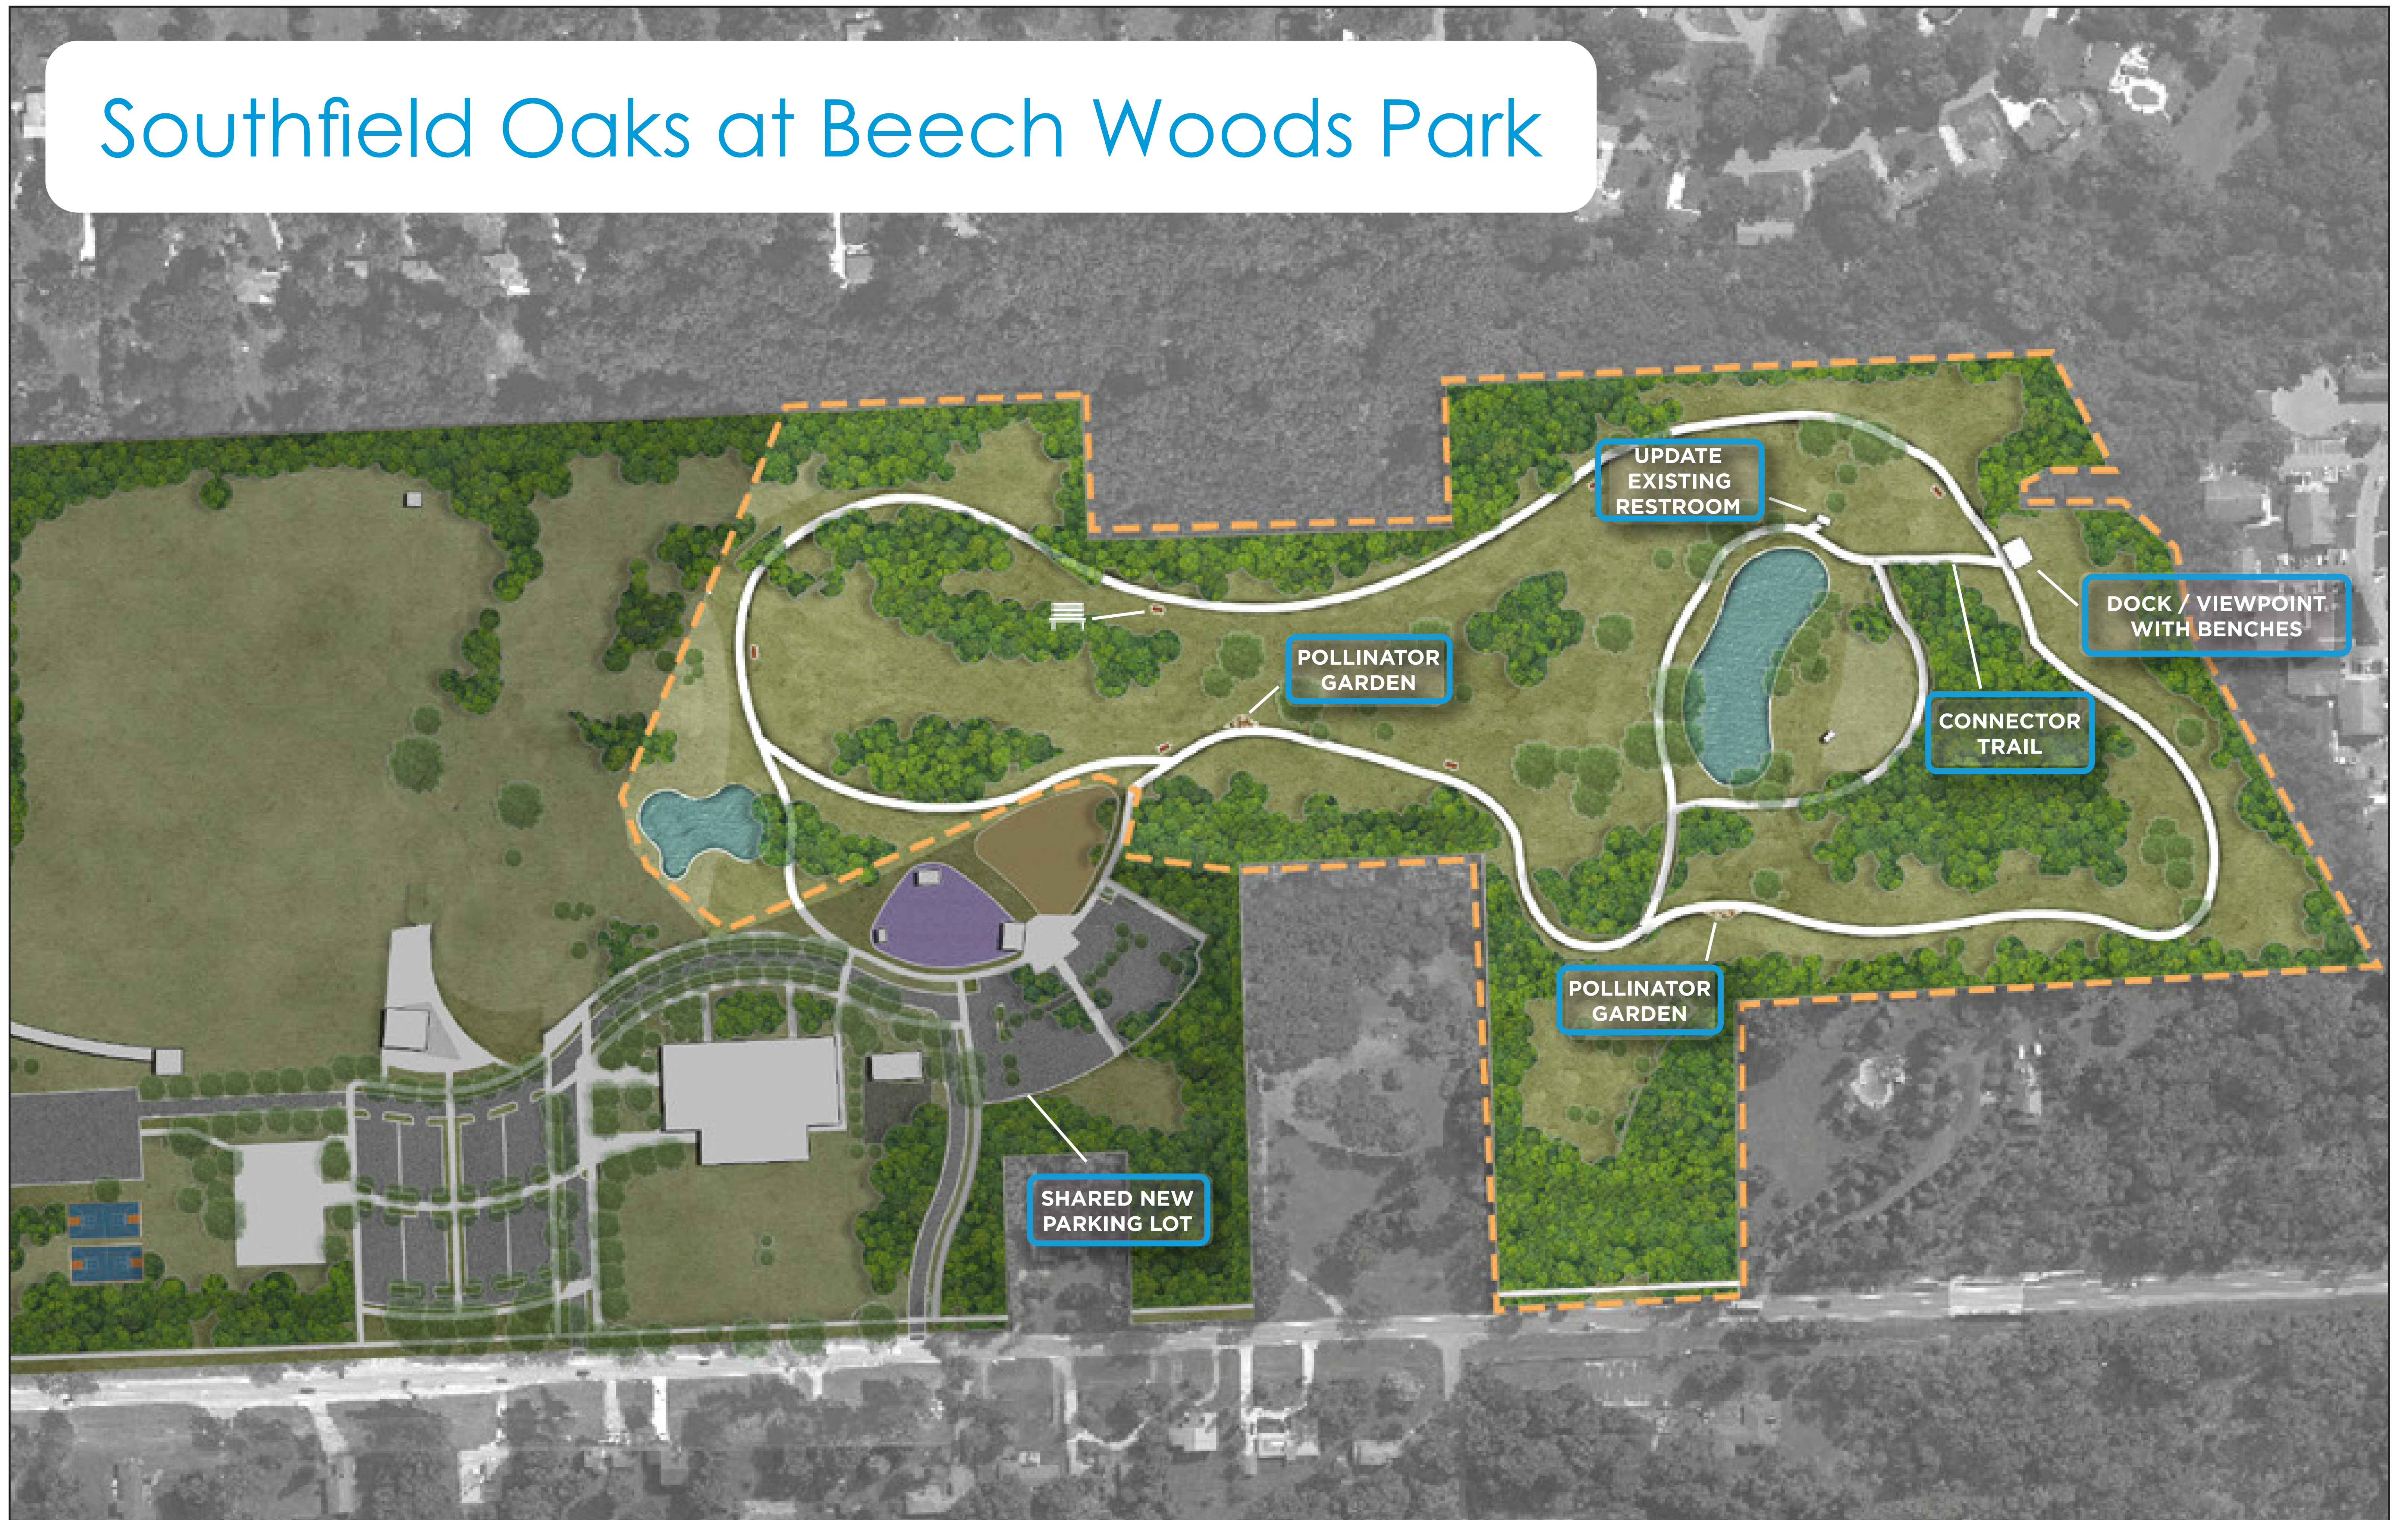 Southfield Oaks at Beech Woods Park
UPDATE
EXISTING
RESTROOM
DOCK / VIEWPOINT
WITH BENCHES
POLLINATOR
GARDEN
CONNECTOR
TRAIL
POLLINATOR
GARDEN
SHARED NEW
PARKING LOT